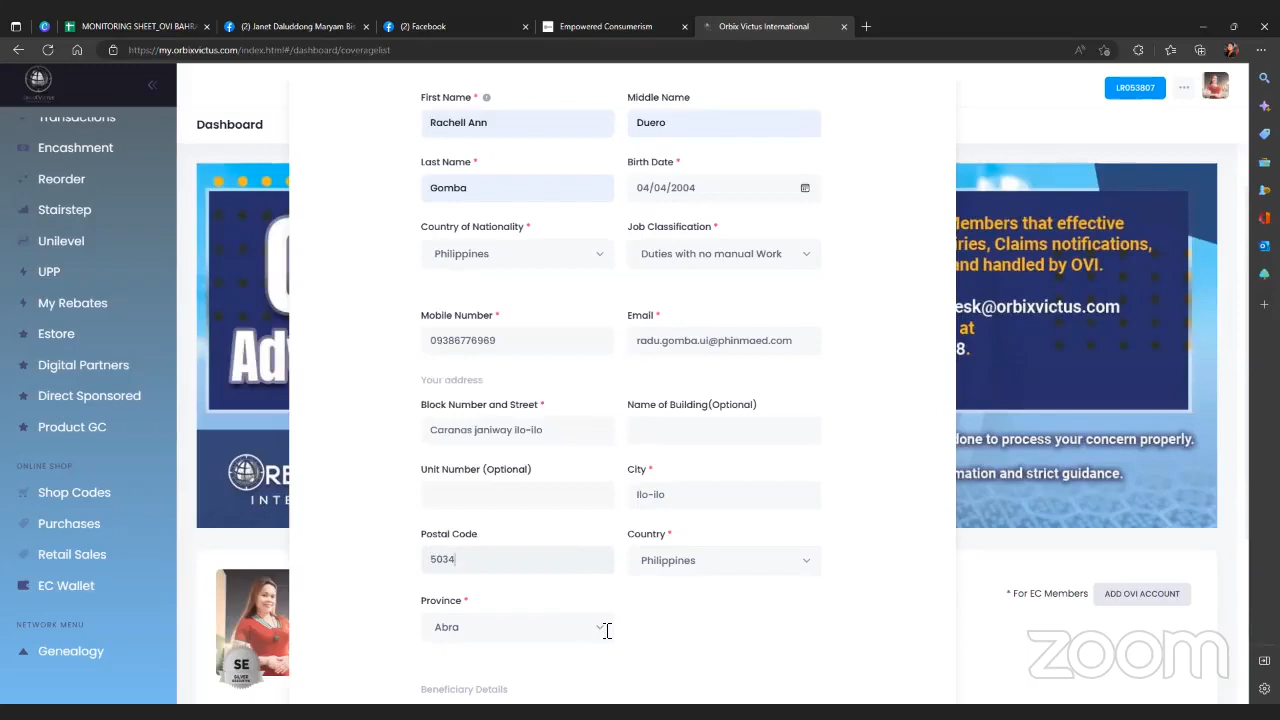 MONITORING SHEET_OVI BAHRA
(2) Janet Daluddong Maryam Bi
(2) Facebook
Empowered Consumerism
Orbix Victus International
https://my.orbixvictus.com/index.html#/dashboard/coveragelist
LR053807
Dashboard
Transactions
Encashment
Reorder
Stairstep
Unilevel
UPP
My Rebates
Estore
Digital Partners
Direct Sponsored
Product GC
ONLINE SHOP
Shop Codes
Purchases
Retail Sales
EC Wallet
NETWORK MENU
Genealogy
First Name *
Middle Name
Rachell Ann
Duero
Last Name *
Birth Date *
Gomba
04/04/2004
Country of Nationality *
Job Classification *
Philippines
Duties with no manual Work
Mobile Number *
Email *
09386776969
radu.gomba.ui@phinmaed.com
Your address
Block Number and Street *
Name of Building(Optional)
Caranas janiway ilo-ilo
Unit Number (Optional)
City *
Ilo-ilo
Postal Code
Country *
5034
Philippines
Province *
Abra
Beneficiary Details
Adv
ORB
INTE
Members that effective
ries, Claims notifications,
and handled by OVI.
esk@orbixvictus.com
at
8.
done to process your concern properly.
mation and strict guidance.
* For EC Members
ADD OVI ACCOUNT
SE
SILVER
EXECUTIVE
zoom